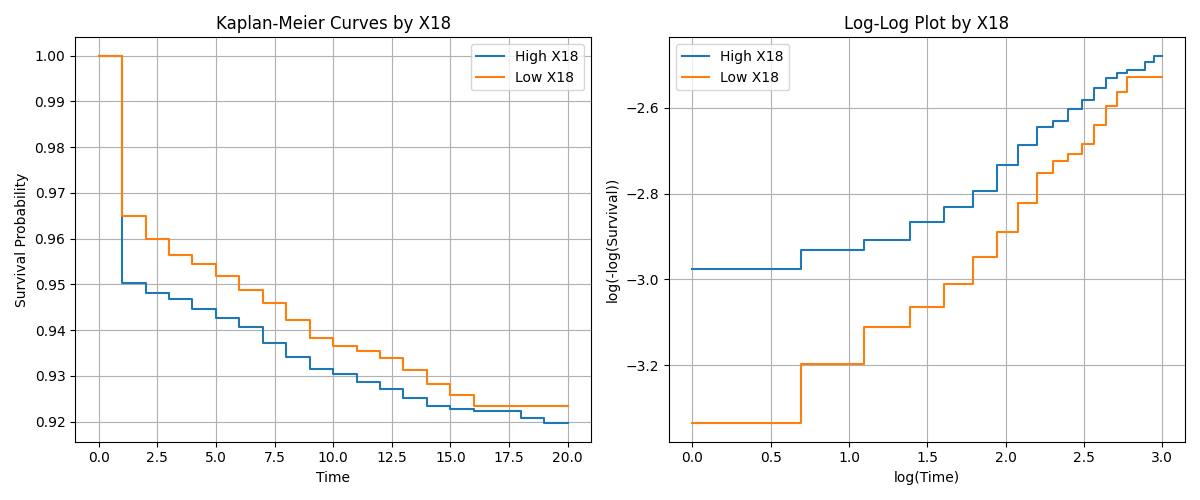 Kaplan-Meier Curves by X18
Survival Probability
1.00
0.99
0.98
0.97
0.96
0.95
0.94
0.93
0.92
High X18
Low X18
0.0 2.5 5.0 7.5 10.0 12.5 15.0 17.5 20.0
Time
Log-Log Plot by X18
log(-log(Survival))
−2.6
−2.8
−3.0
−3.2
High X18
Low X18
0.0 0.5 1.0 1.5 2.0 2.5 3.0
log(Time)